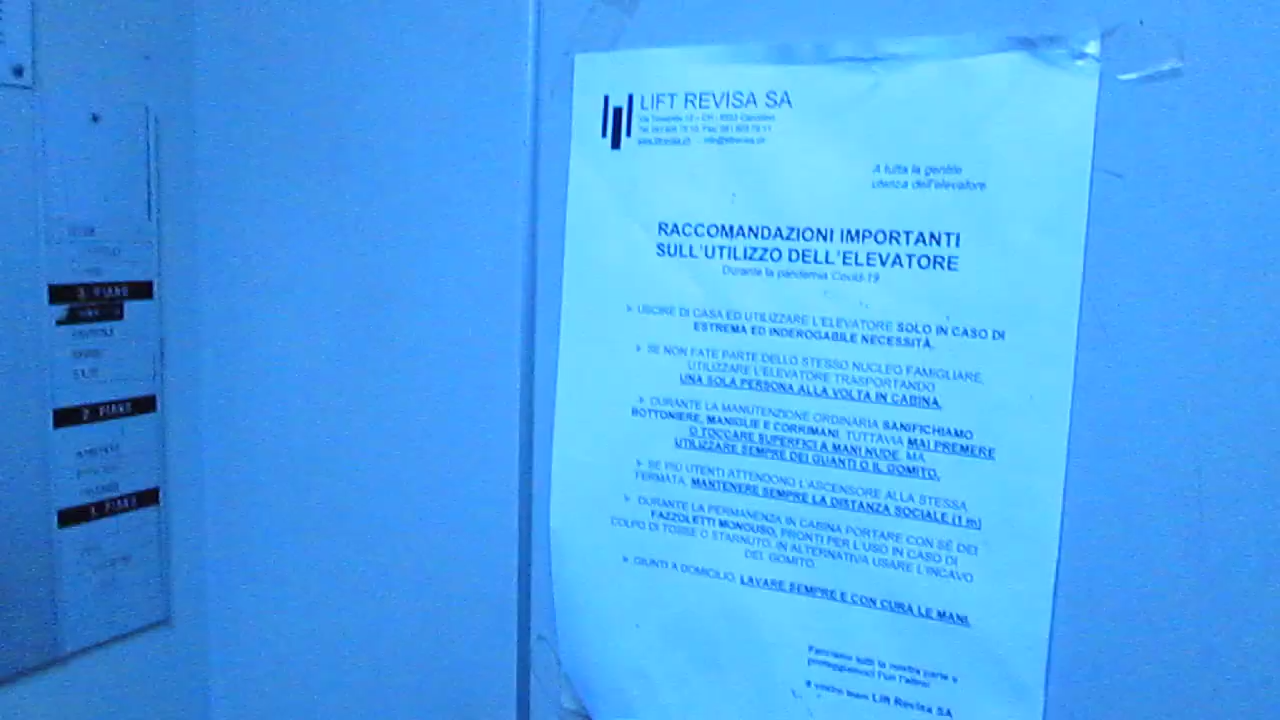 3. PIANO
2. PIANO
1. PIANO
LIFT REVISA SA
A tutta la gentile
utenza dell'elevatore
RACCOMANDAZIONI IMPORTANTI
SULL'UTILIZZO DELL'ELEVATORE
Durante la pandemia Covid-19
➢ USCIRE DI CASA ED UTILIZZARE L'ELEVATORE SOLO IN CASO DI
ESTREMA ED INDEROGABILE NECESSITÀ.
➢ SE NON FATE PARTE DELLO STESSO NUCLEO FAMIGLIARE,
UTILIZZARE L'ELEVATORE TRASPORTANDO
UNA SOLA PERSONA ALLA VOLTA IN CABINA.
➢ DURANTE LA MANUTENZIONE ORDINARIA SANIFICHIAMO
BOTTONIERE, MANIGLIE E CORRIMANI, TUTTAVIA MAI PREMERE
O TOCCARE SUPERFICI A MANI NUDE, MA
UTILIZZARE SEMPRE DEI GUANTI O IL GOMITO.
➢ SE PIÙ UTENTI ATTENDONO L'ASCENSORE ALLA STESSA
FERMATA, MANTENERE SEMPRE LA DISTANZA SOCIALE (1 m)
➢ DURANTE LA PERMANENZA IN CABINA PORTARE CON SÉ DEI
FAZZOLETTI MONOUSO, PRONTI PER L'USO IN CASO DI
COLPO DI TOSSE O STARNUTO, IN ALTERNATIVA USARE L'INCAVO
DEL GOMITO.
➢ GIUNTI A DOMICILIO, LAVARE SEMPRE E CON CURA LE MANI.
Facciamo tutti la nostra parte e
proteggiamoci l'un l'altro!
Il vostro team Lift Revisa SA